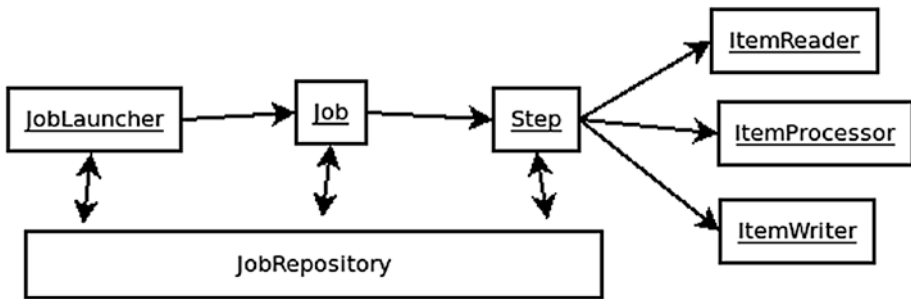 ItemReader
JobLauncher
Job
Step
ItemProcessor
ItemWriter
JobRepository